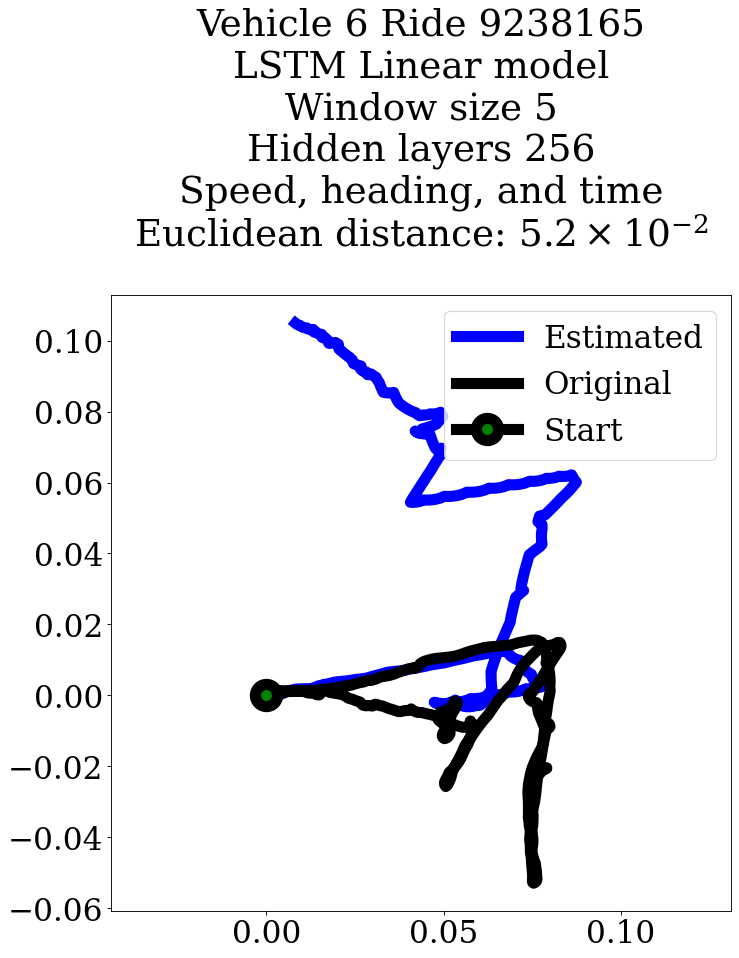 Vehicle 6 Ride 9238165
LSTM Linear model
Window size 5
Hidden layers 256
Speed, heading, and time
Euclidean distance: 5.2 × 10⁻²
Estimated
Original
Start
0.10
0.08
0.06
0.04
0.02
0.00
−0.02
−0.04
−0.06
0.00 0.05 0.10